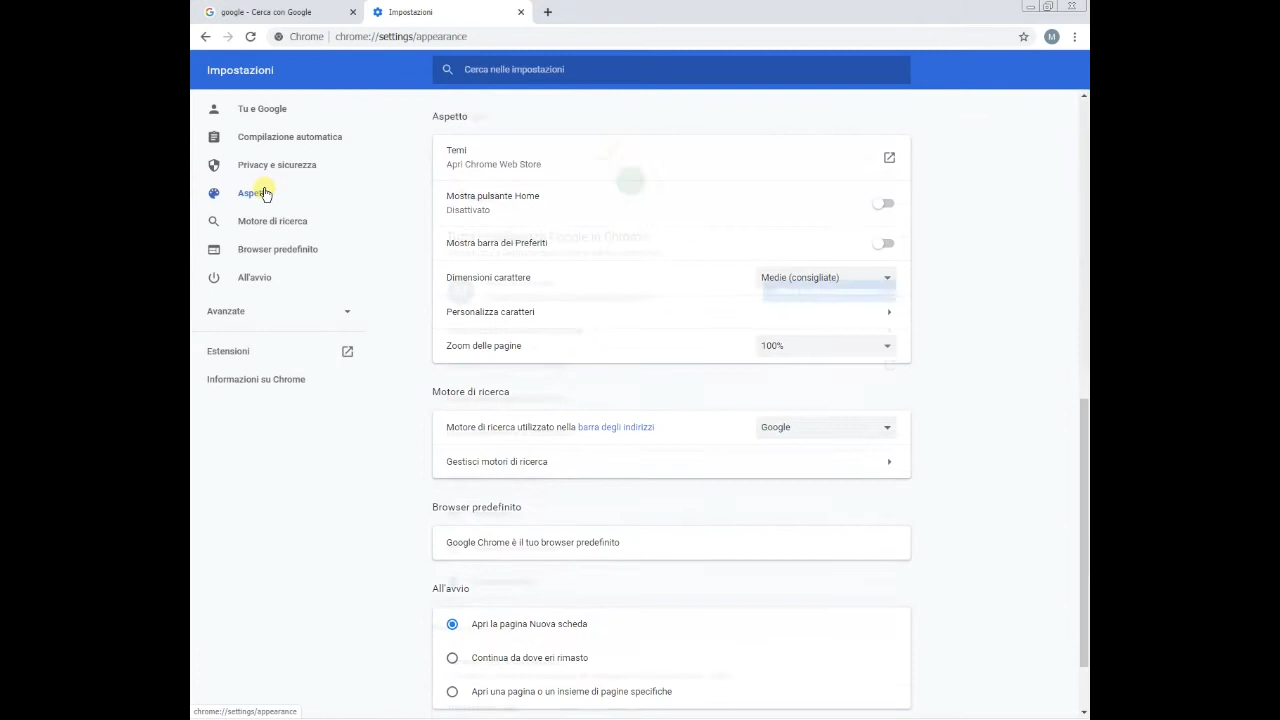 google - Cerca con Google
Impostazioni
Chrome | chrome://settings/appearance
M
Impostazioni
Cerca nelle impostazioni
Tu e Google
Compilazione automatica
Privacy e sicurezza
Aspetto
Motore di ricerca
Browser predefinito
All'avvio
Avanzate
Estensioni
Informazioni su Chrome
Aspetto
Temi
Apri Chrome Web Store
Mostra pulsante Home
Disattivato
Mostra barra dei Preferiti
Dimensioni carattere
Medie (consigliate)
Personalizza caratteri
Zoom delle pagine
100%
Motore di ricerca
Motore di ricerca utilizzato nella barra degli indirizzi
Google
Gestisci motori di ricerca
Browser predefinito
Google Chrome è il tuo browser predefinito
All'avvio
Apri la pagina Nuova scheda
Continua da dove eri rimasto
Apri una pagina o un insieme di pagine specifiche
chrome://settings/appearance